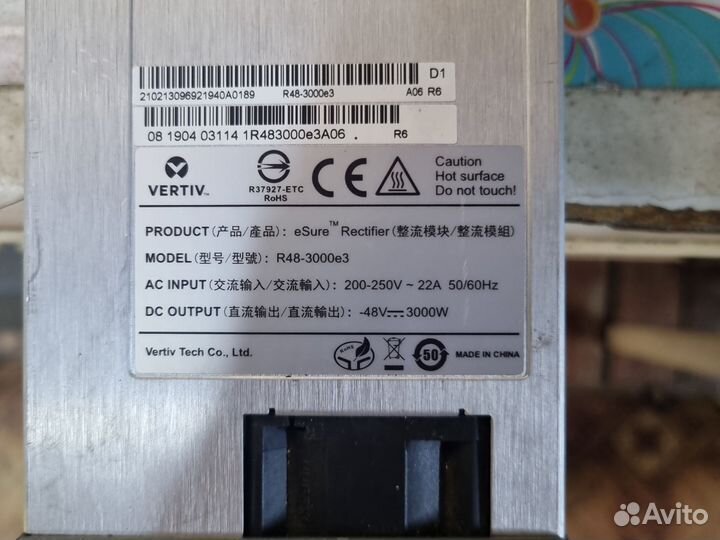 D1
210213096921940A0189 R48-3000e3 A06 R6
08 1904 03114 1R483000e3A06 . R6
VERTIV™
R37927-ETC
RoHS
CE
Caution
Hot surface
Do not touch!
PRODUCT (产品/產品): eSure™ Rectifier (整流模块/整流模組)
MODEL (型号/型號): R48-3000e3
AC INPUT (交流输入/交流輸入): 200-250V ~ 22A 50/60Hz
DC OUTPUT (直流输出/直流輸出): -48V⎓3000W
Vertiv Tech Co., Ltd.
RoHS
50
MADE IN CHINA
Avito